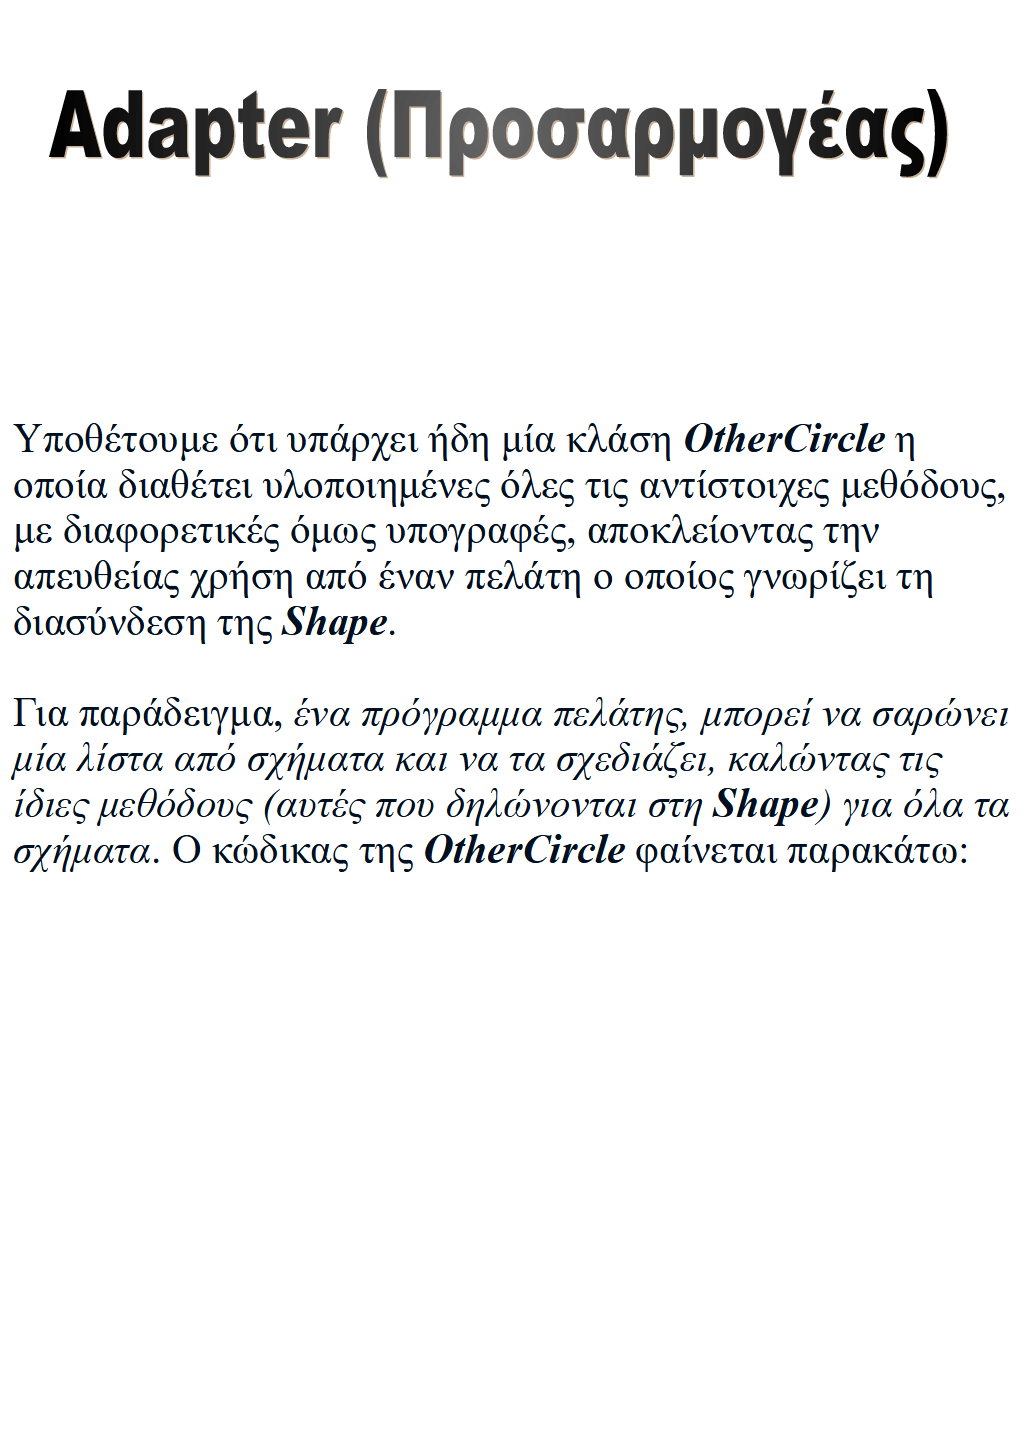 Adapter (Προσαρμογέας)
Υποθέτουμε ότι υπάρχει ήδη μία κλάση OtherCircle η
οποία διαθέτει υλοποιημένες όλες τις αντίστοιχες μεθόδους,
με διαφορετικές όμως υπογραφές, αποκλείοντας την
απευθείας χρήση από έναν πελάτη ο οποίος γνωρίζει τη
διασύνδεση της Shape.
Για παράδειγμα, ένα πρόγραμμα πελάτης, μπορεί να σαρώνει
μία λίστα από σχήματα και να τα σχεδιάζει, καλώντας τις
ίδιες μεθόδους (αυτές που δηλώνονται στη Shape) για όλα τα
σχήματα. Ο κώδικας της OtherCircle φαίνεται παρακάτω: